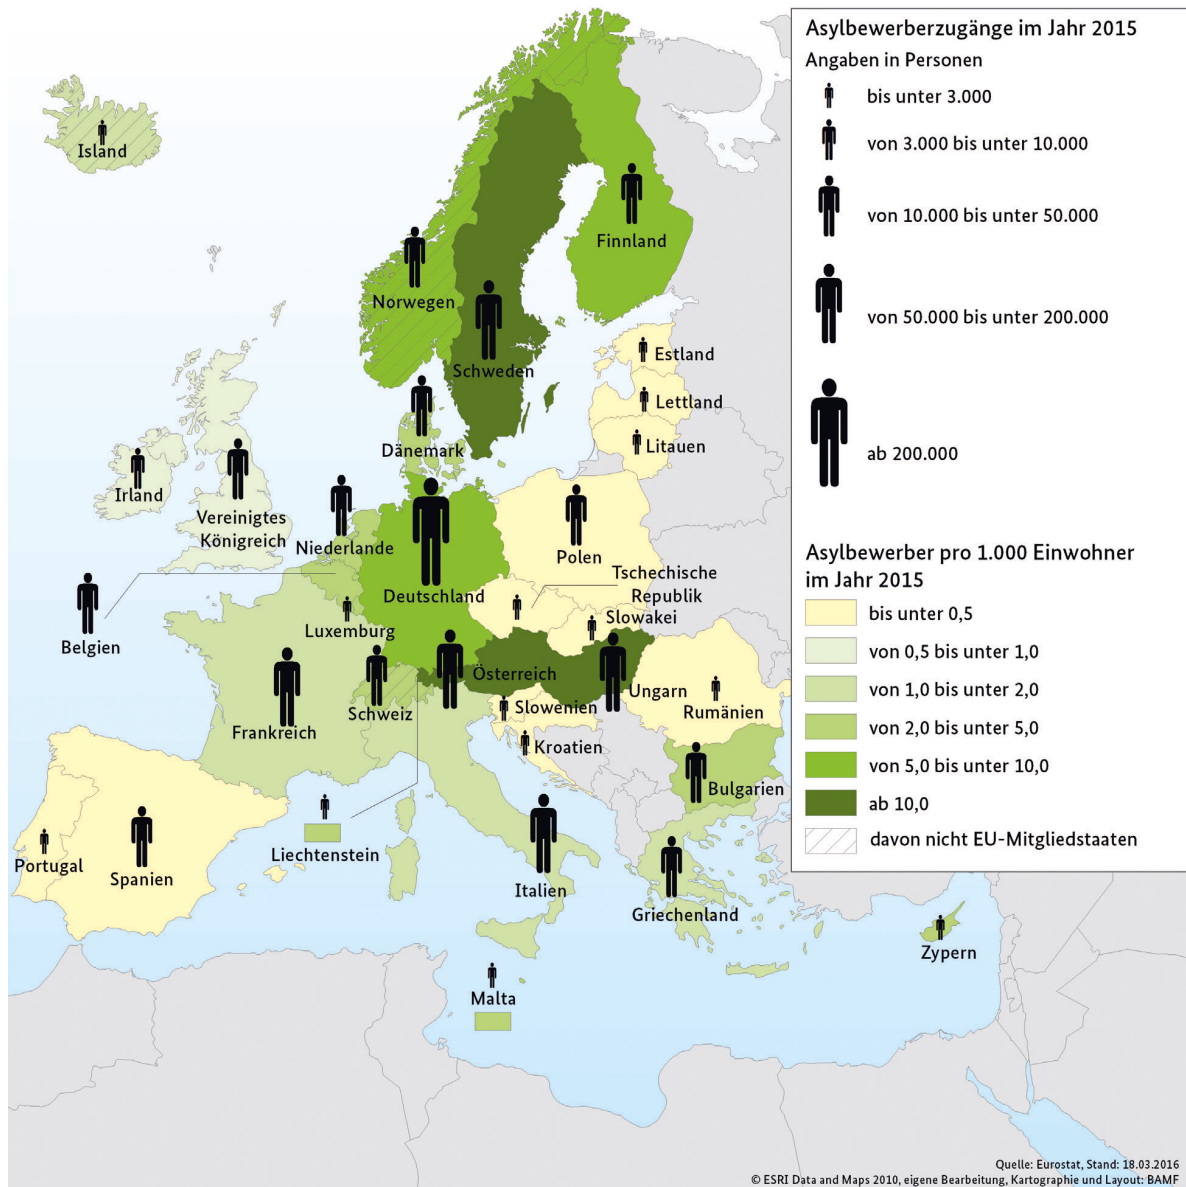 Asylbewerberzugänge im Jahr 2015
Angaben in Personen
bis unter 3.000
von 3.000 bis unter 10.000
von 10.000 bis unter 50.000
von 50.000 bis unter 200.000
ab 200.000
Asylbewerber pro 1.000 Einwohner
im Jahr 2015
bis unter 0,5
von 0,5 bis unter 1,0
von 1,0 bis unter 2,0
von 2,0 bis unter 5,0
von 5,0 bis unter 10,0
ab 10,0
davon nicht EU-Mitgliedstaaten
Island
Finnland
Norwegen
Schweden
Estland
Lettland
Litauen
Dänemark
Irland
Vereinigtes
Königreich
Niederlande
Polen
Deutschland
Tschechische
Republik
Slowakei
Belgien
Luxemburg
Österreich
Ungarn
Rumänien
Schweiz
Slowenien
Frankreich
Kroatien
Bulgarien
Liechtenstein
Portugal
Spanien
Italien
Griechenland
Zypern
Malta
Quelle: Eurostat, Stand: 18.03.2016
© ESRI Data and Maps 2010, eigene Bearbeitung, Kartographie und Layout: BAMF